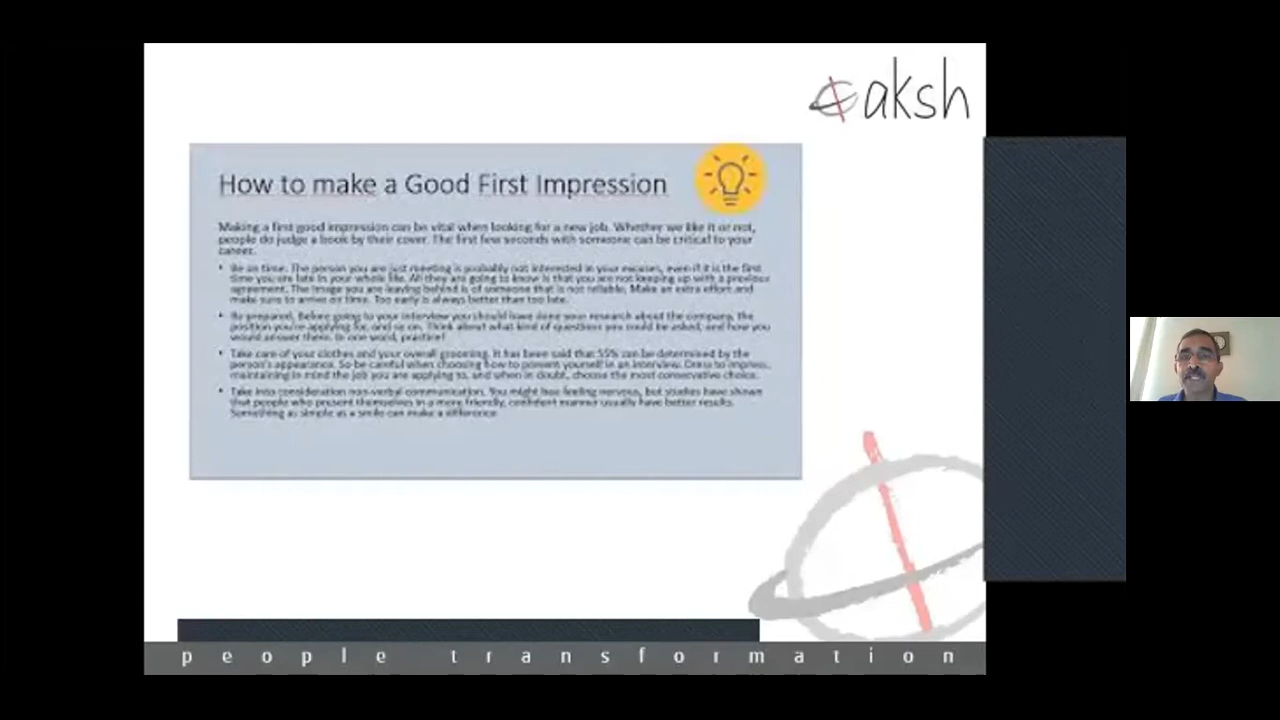 aksh
How to make a Good First Impression
Making a first good impression can be vital when looking for a new job. Whether we like it or not,
people do judge a book by their cover. The first few seconds with someone can be critical to your
career.
• Be on time. The person you are just meeting is probably not interested in your excuses, even if it is the first
time you are late in your whole life. All they are going to know is that you are not keeping up with a previous
agreement. The image you are leaving behind is of someone that is not reliable. Make an extra effort and
make sure to arrive on time. Too early is always better than too late.
• Be prepared. Before going to your interview you should have done your research about the company, the
position you're applying for, and so on. Think about what kind of questions you could be asked, and how you
would answer them. In one word, practice!
• Take care of your clothes and your overall grooming. It has been said that 55% can be determined by the
person's appearance. So be careful when choosing how to present yourself in an interview. Dress to impress,
maintaining in mind the job you are applying to, and when in doubt, choose the most conservative choice.
• Take into consideration non-verbal communication. You might feeling nervous, but studies have shown
that people who present themselves in a more friendly, confident manner usually have better results.
Something as simple as a smile can make a difference
people transformation